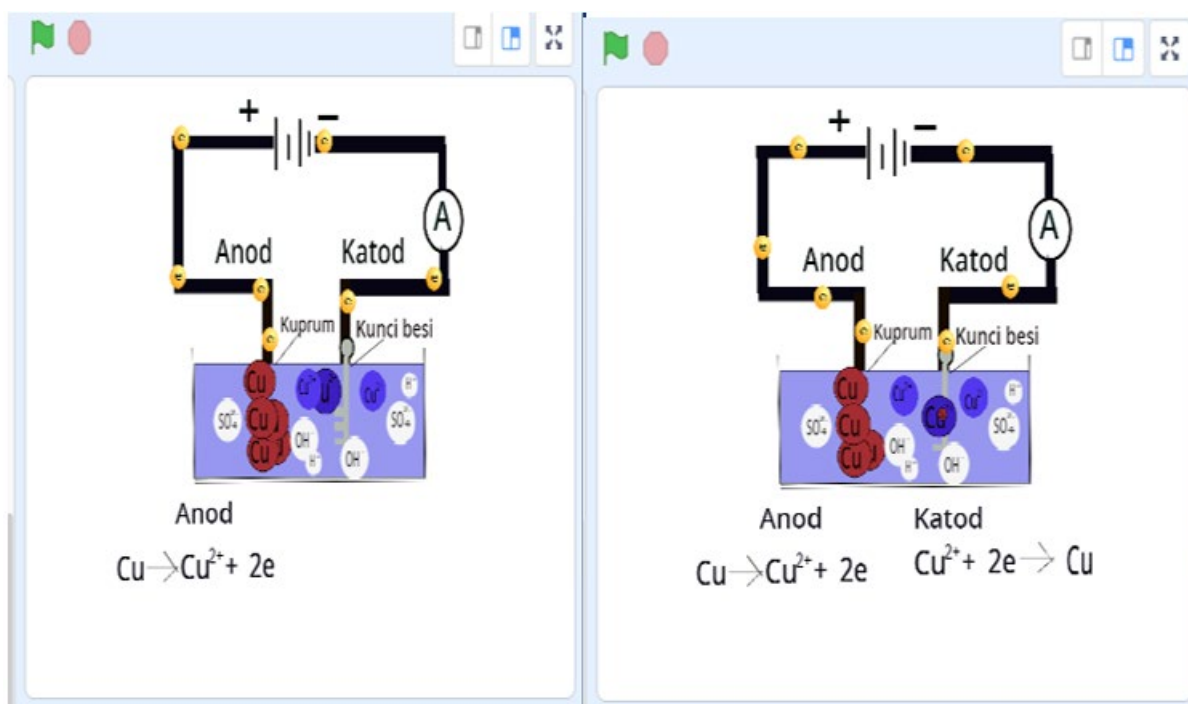 + −
A
Anod Katod
Kuprum Kunci besi
Cu Cu²⁺ Cu²⁺ H⁺
SO₄²⁻ Cu SO₄²⁻
OH⁻
Cu H⁺ OH⁻
Anod
Cu → Cu²⁺ + 2e
+ −
A
Anod Katod
Kuprum Kunci besi
Cu Cu²⁺ Cu²⁺ H⁺
SO₄²⁻ Cu SO₄²⁻
OH⁻
Cu H⁺ OH⁻
Anod Katod
Cu → Cu²⁺ + 2e Cu²⁺ + 2e → Cu